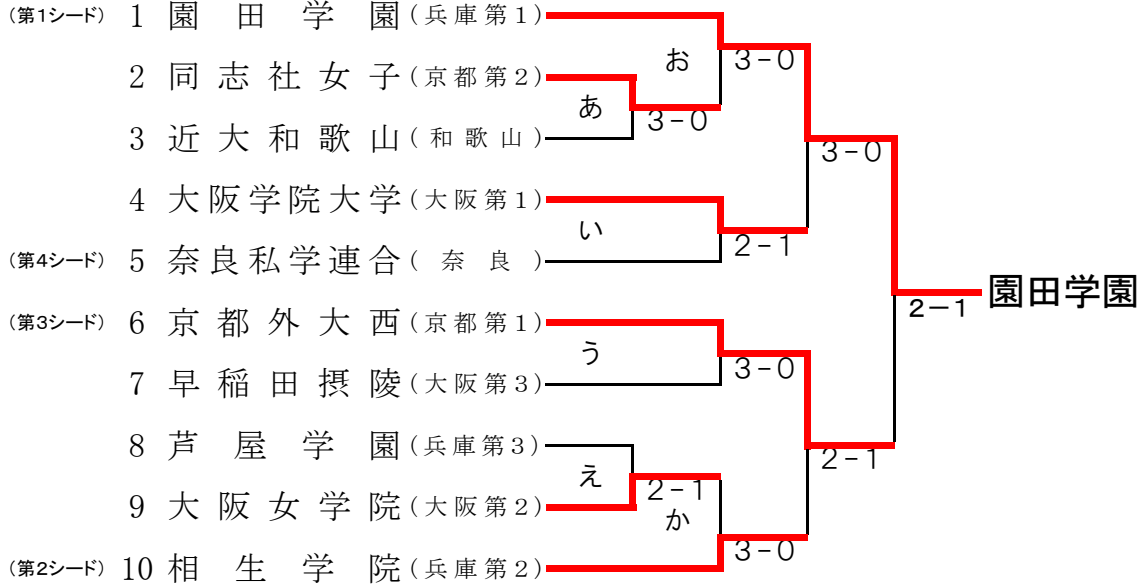 (第1シード) 1 園田学園(兵庫第1)
お 3-0
2 同志社女子(京都第2)
あ 3-0
3 近大和歌山(和歌山)
3-0
4 大阪学院大学(大阪第1)
い 2-1
(第4シード) 5 奈良私学連合(奈良)
2-1 園田学園
(第3シード) 6 京都外大西(京都第1)
う 3-0
7 早稲田摂陵(大阪第3)
8 芦屋学園(兵庫第3)
2-1
え 2-1
9 大阪女学院(大阪第2)
か 3-0
(第2シード) 10 相生学院(兵庫第2)